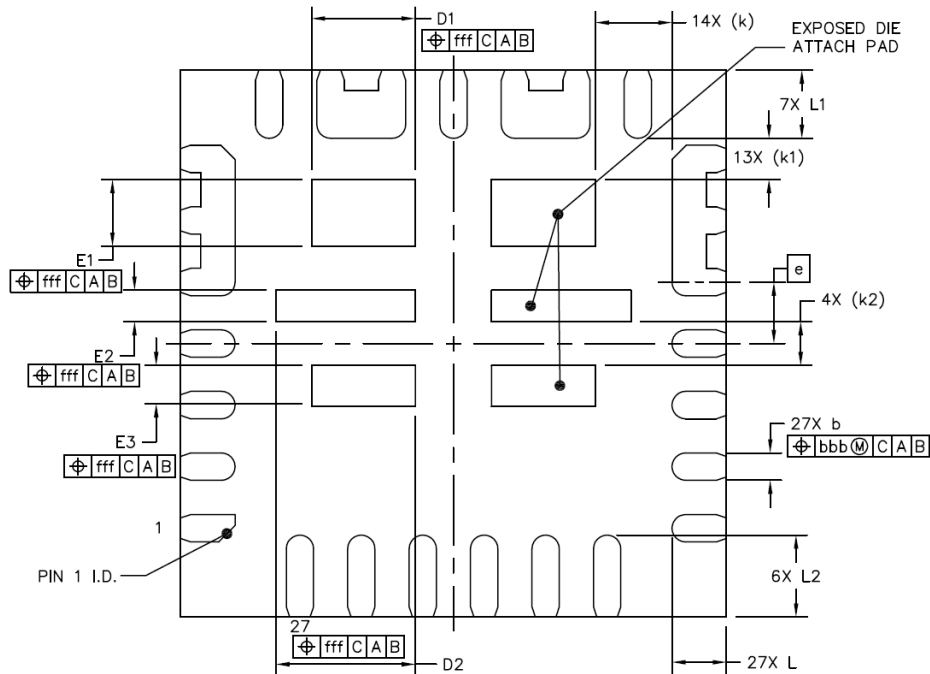 D1
⌖ fff C A B
14X (k)
EXPOSED DIE
ATTACH PAD
7X L1
13X (k1)
E1
⌖ fff C A B
e
4X (k2)
E2
⌖ fff C A B
E3
⌖ fff C A B
27X b
⌖ bbb Ⓜ C A B
1
PIN 1 I.D.
6X L2
27
⌖ fff C A B
D2
27X L